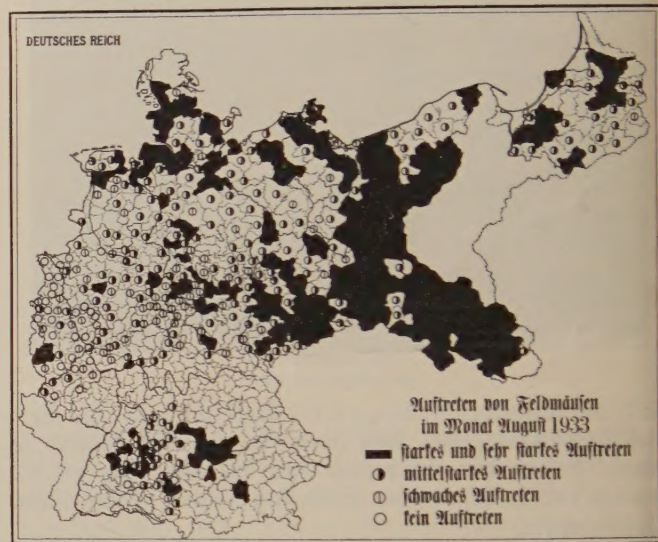 DEUTSCHES REICH
Auftreten von Feldmäusen
im Monat August 1933
starkes und sehr starkes Auftreten
mittelstarkes Auftreten
schwaches Auftreten
kein Auftreten